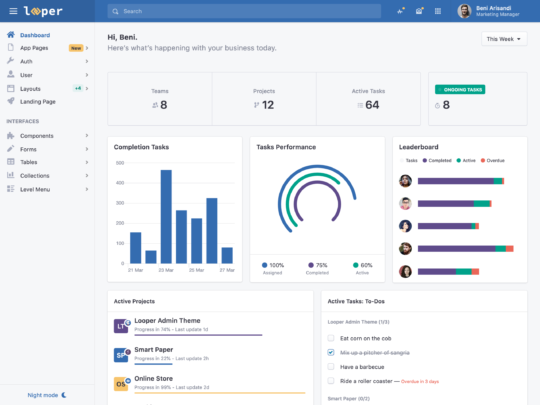 looper
Search
Beni Arisandi
Marketing Manager
Dashboard
App Pages New
Auth
User
Layouts +4
Landing Page
INTERFACES
Components
Forms
Tables
Collections
Level Menu
Night mode
Hi, Beni.
Here's what's happening with your business today.
This Week
Teams
8
Projects
12
Active Tasks
64
ONGOING TASKS
8
Completion Tasks
500
400
300
200
100
0
21 Mar 23 Mar 25 Mar 27 Mar
Tasks Performance
100% 75% 60%
Assigned Completed Active
Leaderboard
Tasks Completed Active Overdue
Active Projects
LT Looper Admin Theme
Progress in 74% - Last update 1d
SP Smart Paper
Progress in 22% - Last update 2h
OS Online Store
Progress in 99% - Last update 2d
Active Tasks: To-Dos
Looper Admin Theme (1/3)
Eat corn on the cob
Mix up a pitcher of sangria
Have a barbecue
Ride a roller coaster — Overdue in 3 days
Smart Paper (0/2)